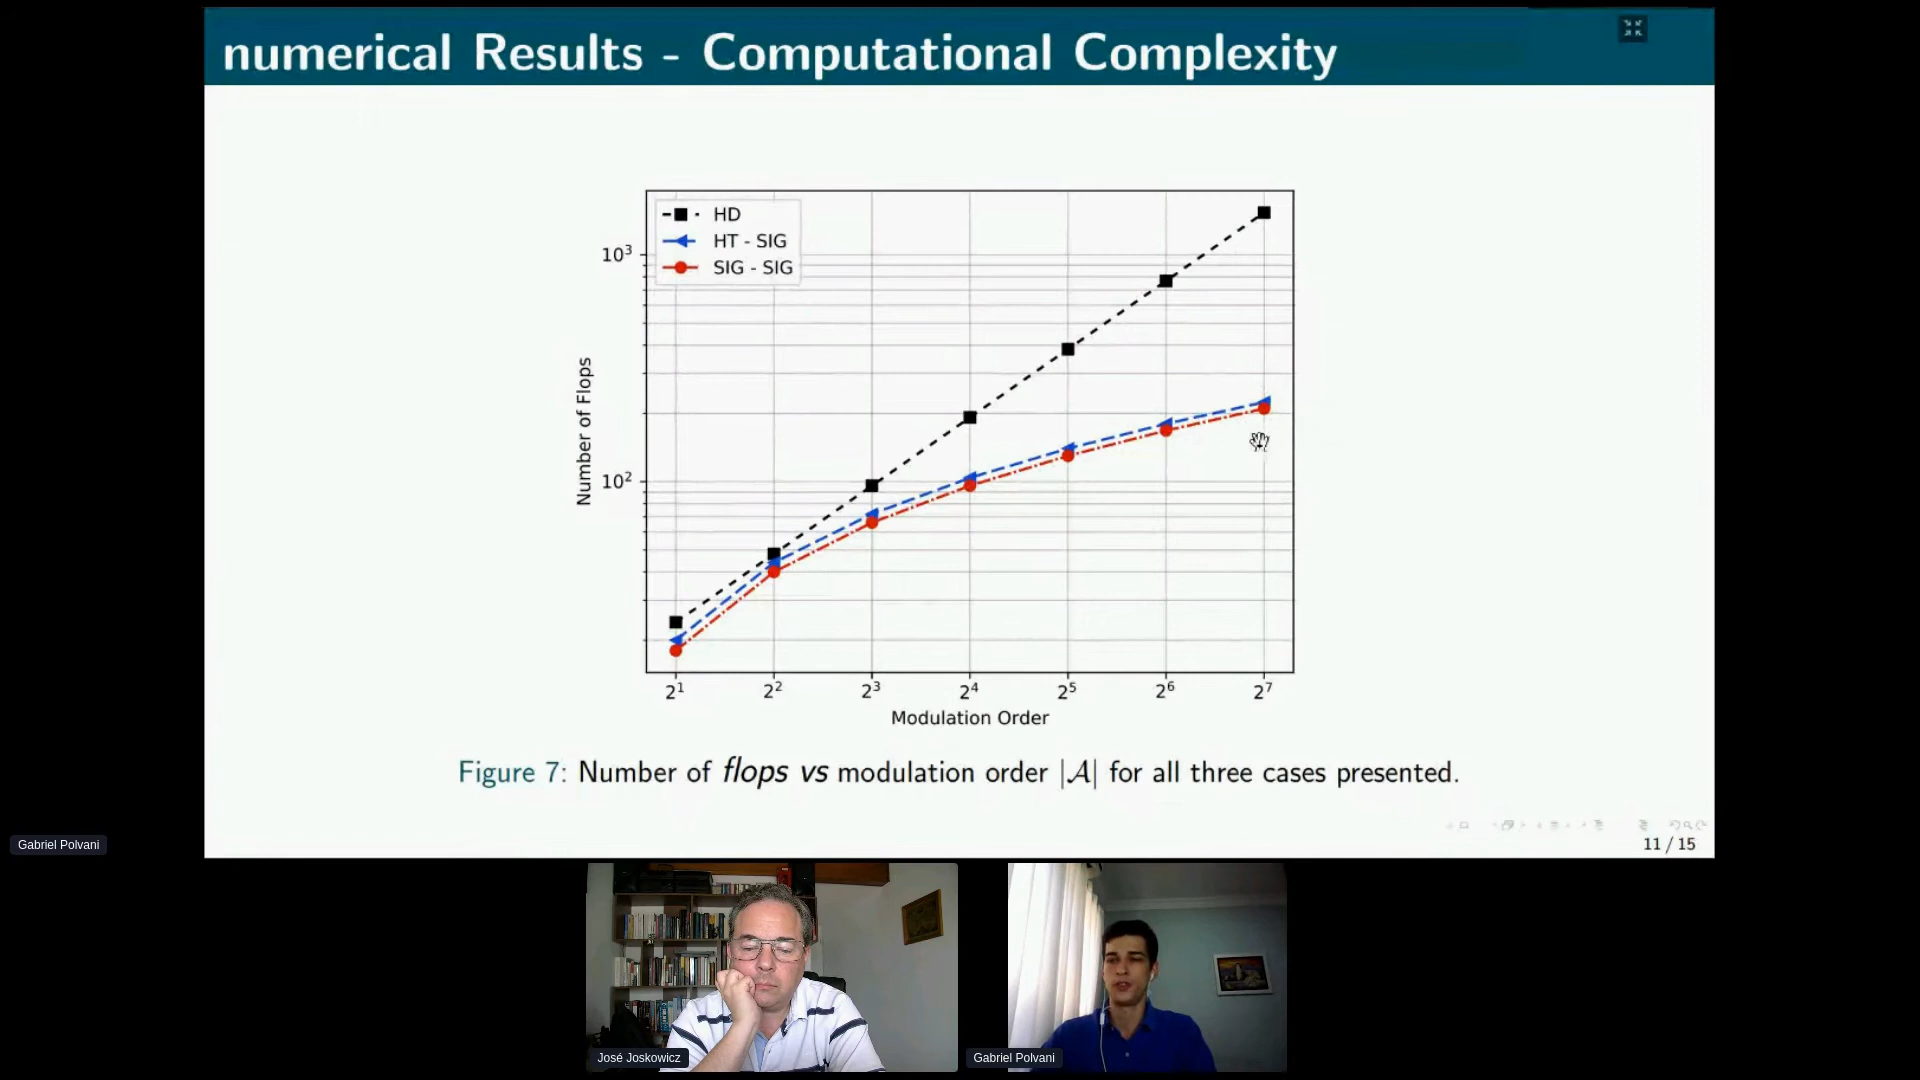 numerical Results - Computational Complexity
HD
HT - SIG
SIG - SIG
10³
10²
Number of Flops
2¹ 2² 2³ 2⁴ 2⁵ 2⁶ 2⁷
Modulation Order
Figure 7: Number of flops vs modulation order |𝒜| for all three cases presented.
11 / 15
Gabriel Polvani
José Joskowicz
Gabriel Polvani